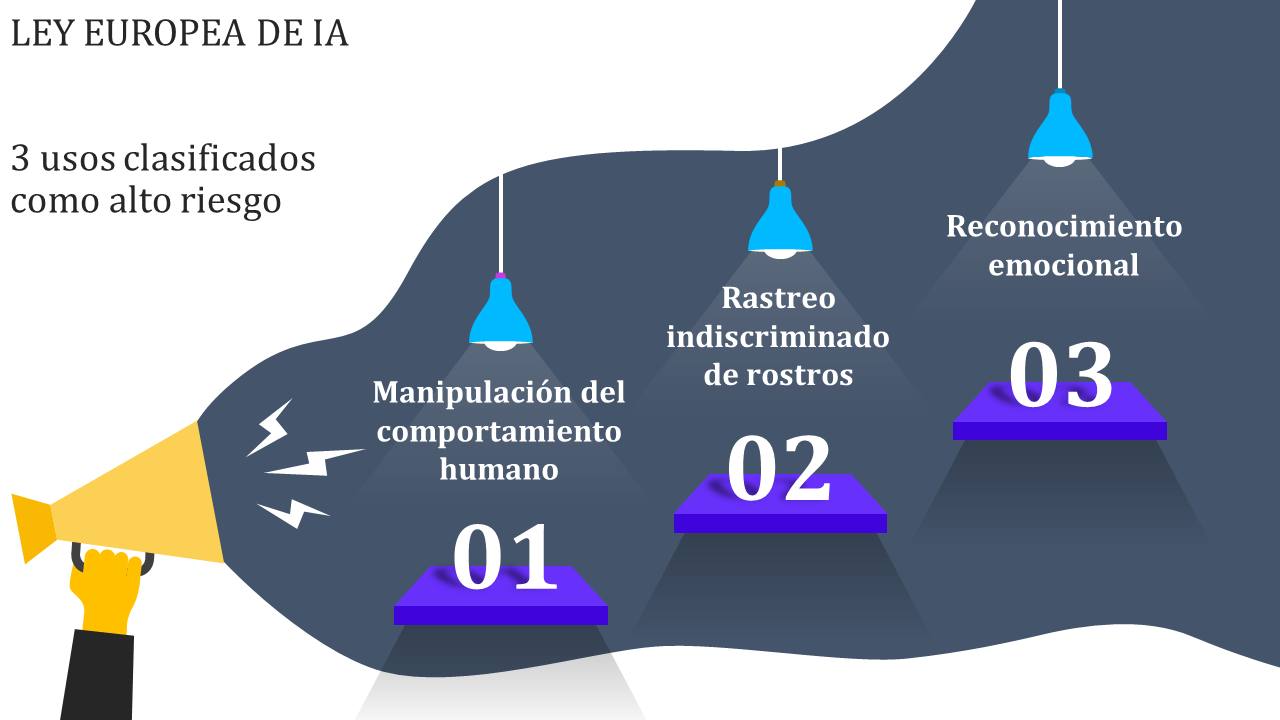 LEY EUROPEA DE IA
3 usos clasificados
como alto riesgo
Manipulación del
comportamiento
humano
01
Rastreo
indiscriminado
de rostros
02
Reconocimiento
emocional
03